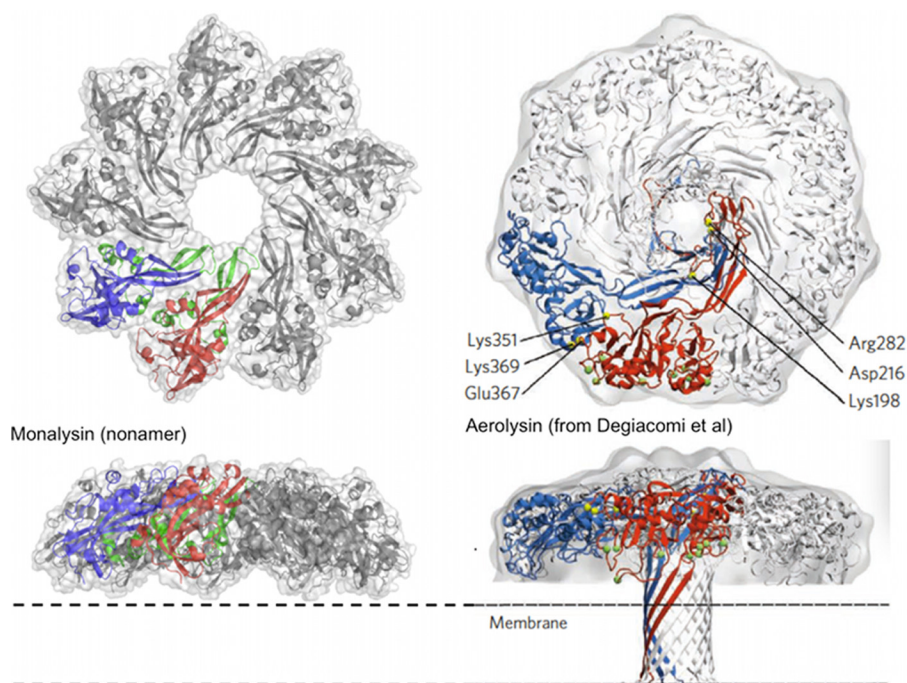 Lys351
Lys369
Glu367
Arg282
Asp216
Lys198
Monalysin (nonamer)
Aerolysin (from Degiacomi et al)
Membrane